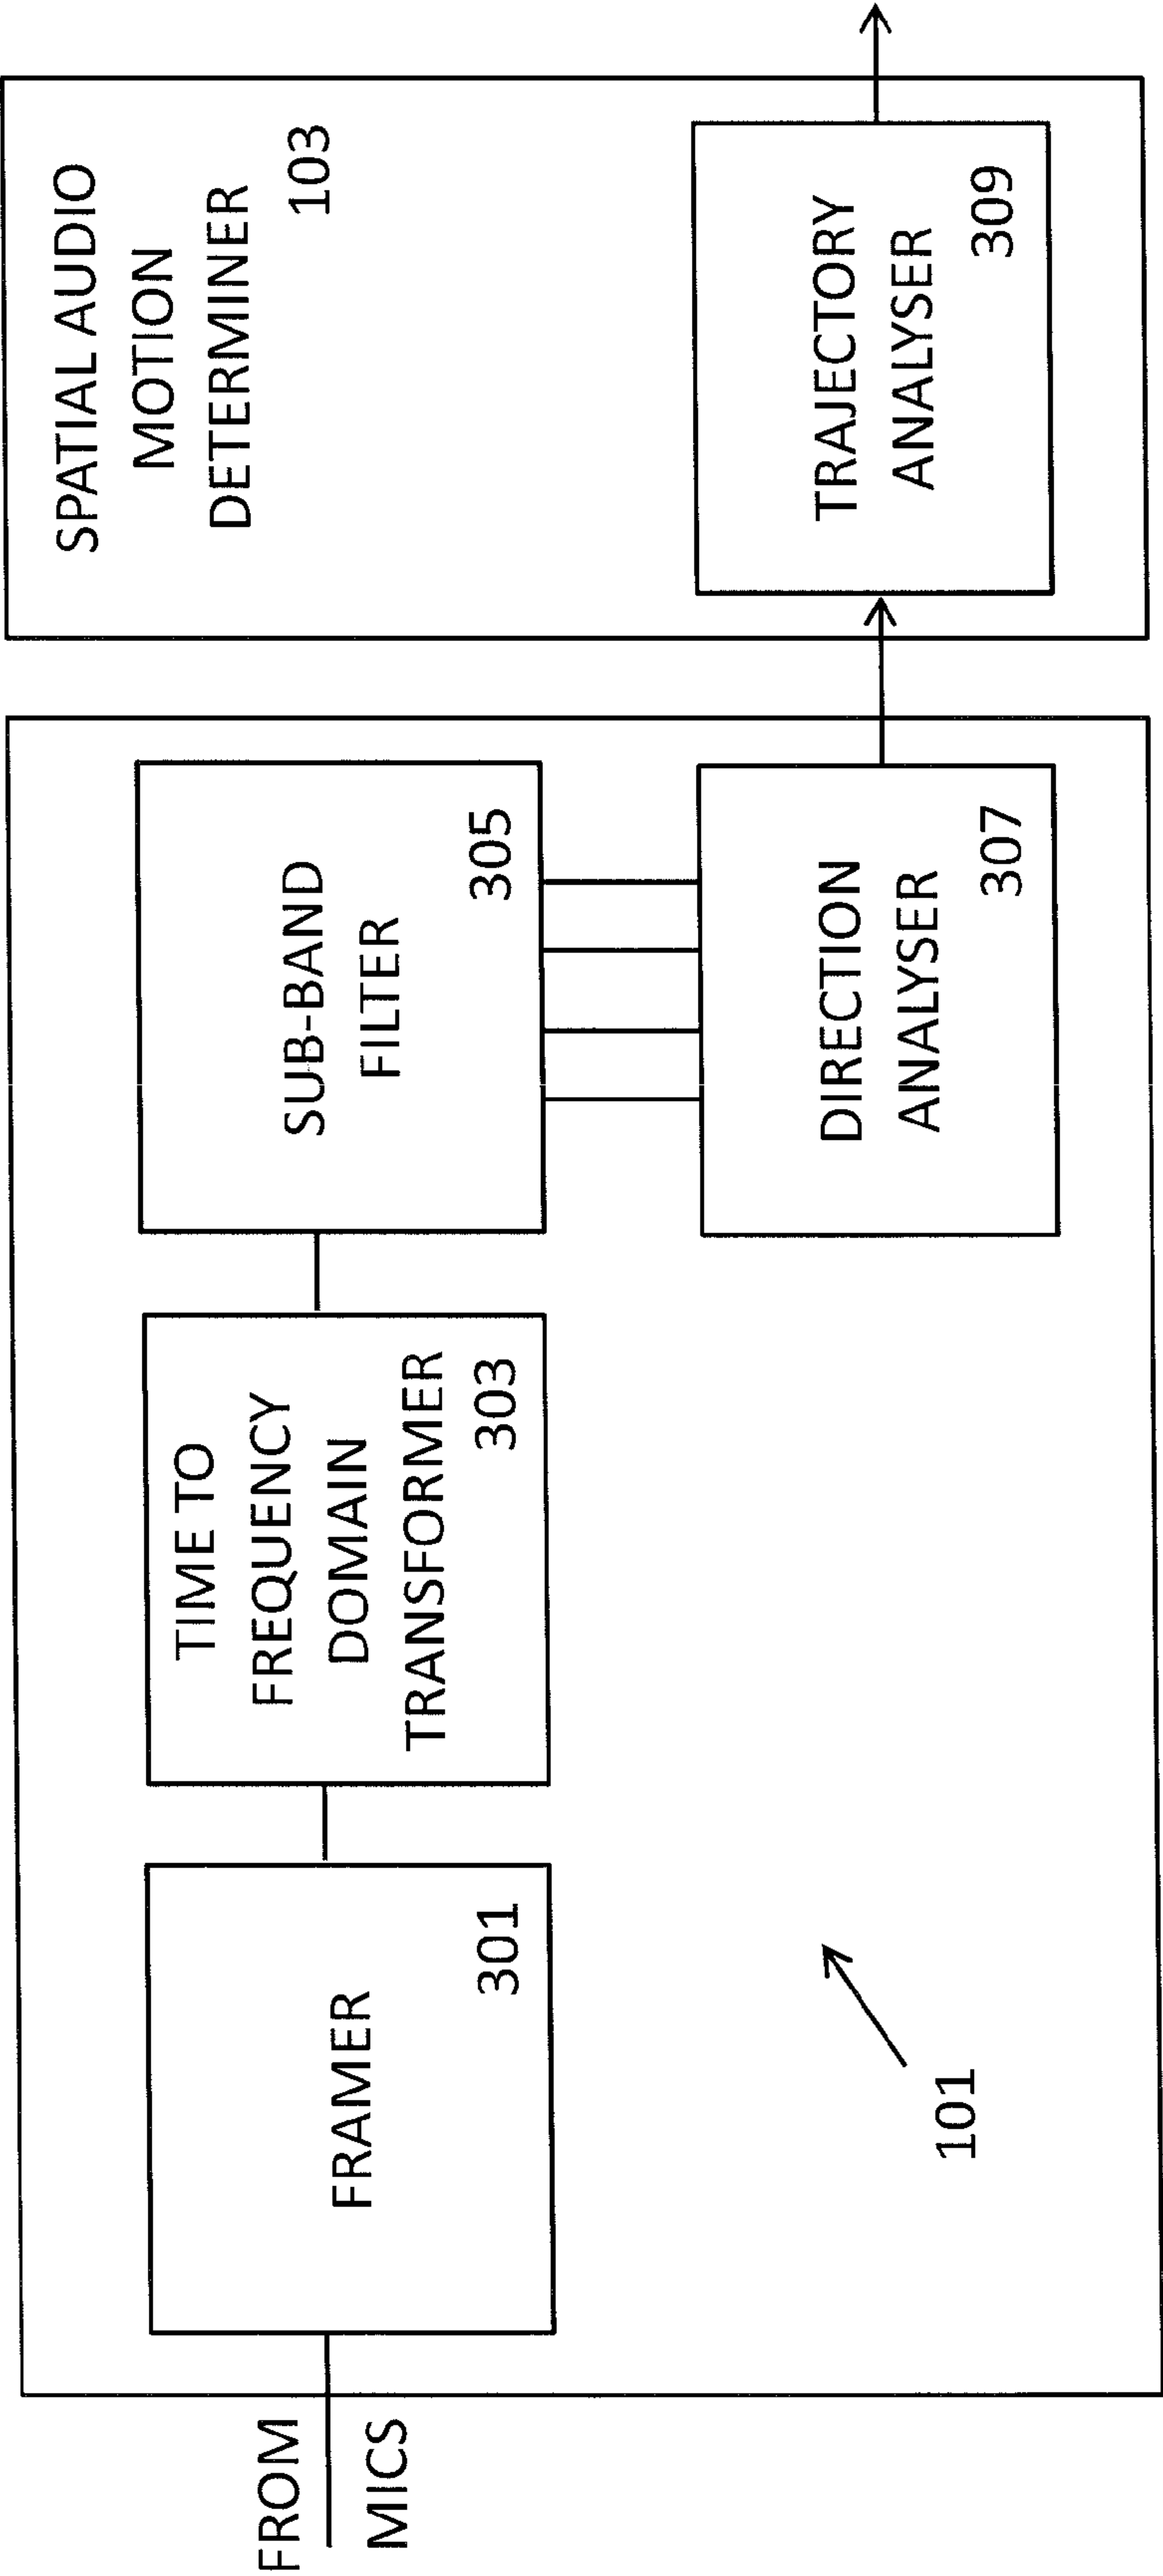 FROM
MICS
FRAMER
301
TIME TO
FREQUENCY
DOMAIN
TRANSFORMER
303
SUB-BAND
FILTER
305
DIRECTION
ANALYSER
307
101
SPATIAL AUDIO
MOTION
DETERMINER
103
TRAJECTORY
ANALYSER
309